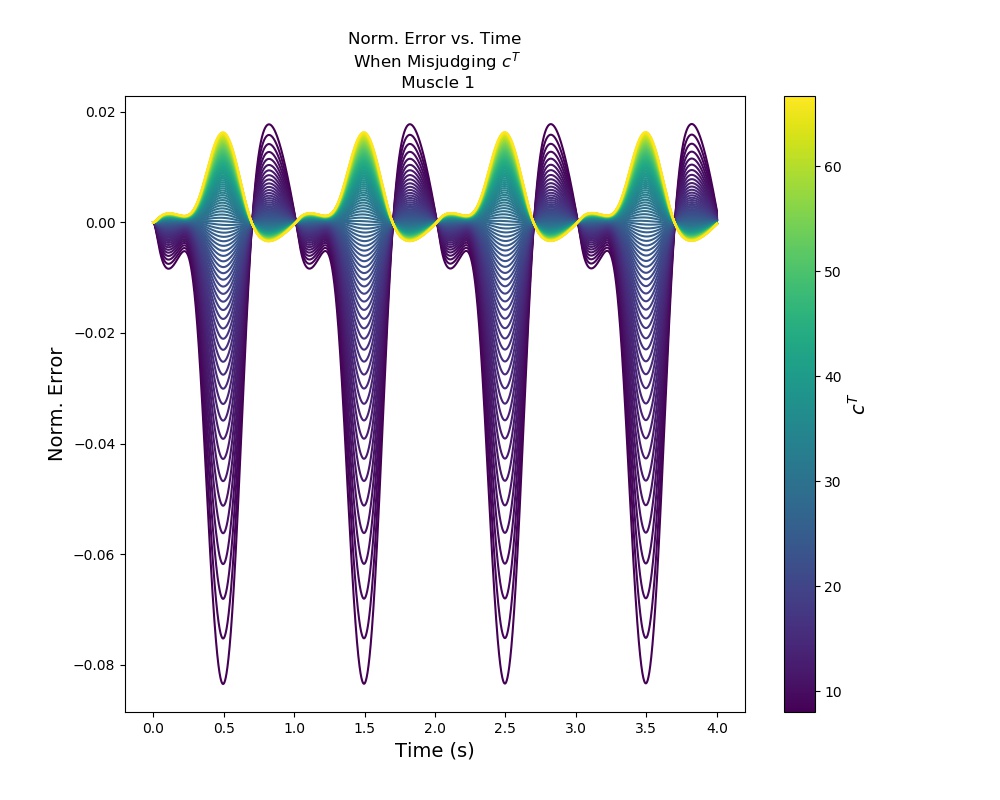 Norm. Error vs. Time
When Misjudging c^T
Muscle 1
0.02
0.00
−0.02
−0.04
−0.06
−0.08
Norm. Error
0.0 0.5 1.0 1.5 2.0 2.5 3.0 3.5 4.0
Time (s)
60
50
40
30
20
10
c^T